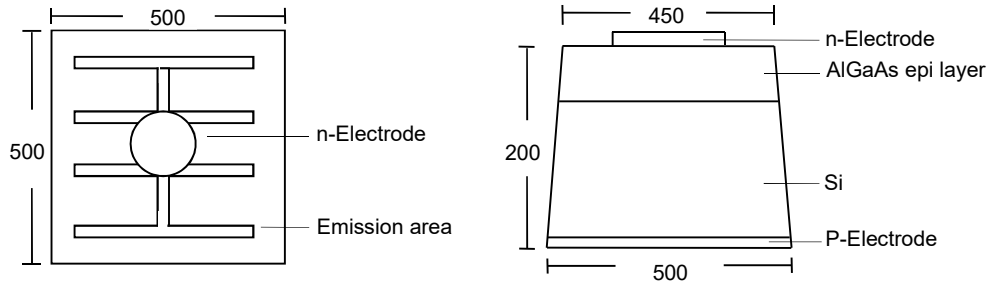 500
500
n-Electrode
Emission area
450
n-Electrode
AlGaAs epi layer
200
Si
P-Electrode
500